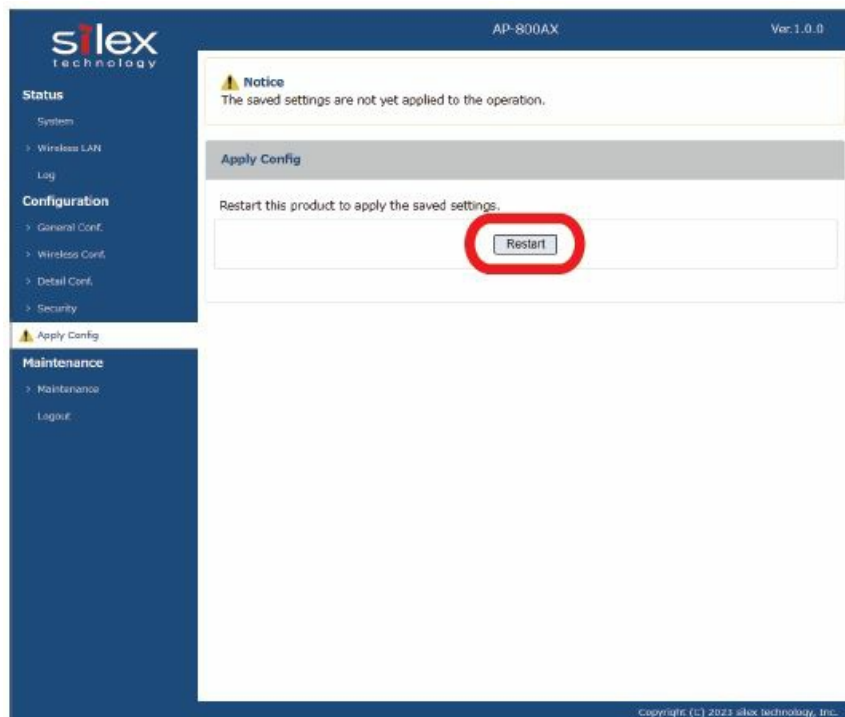 silex
technology
AP-800AX
Ver.1.0.0
Status
System
> Wireless LAN
Log
Configuration
> General Conf.
> Wireless Conf.
> Detail Conf.
> Security
Apply Config
Maintenance
> Maintenance
Logout
Notice
The saved settings are not yet applied to the operation.
Apply Config
Restart this product to apply the saved settings.
Restart
Copyright (C) 2023 silex technology, Inc.